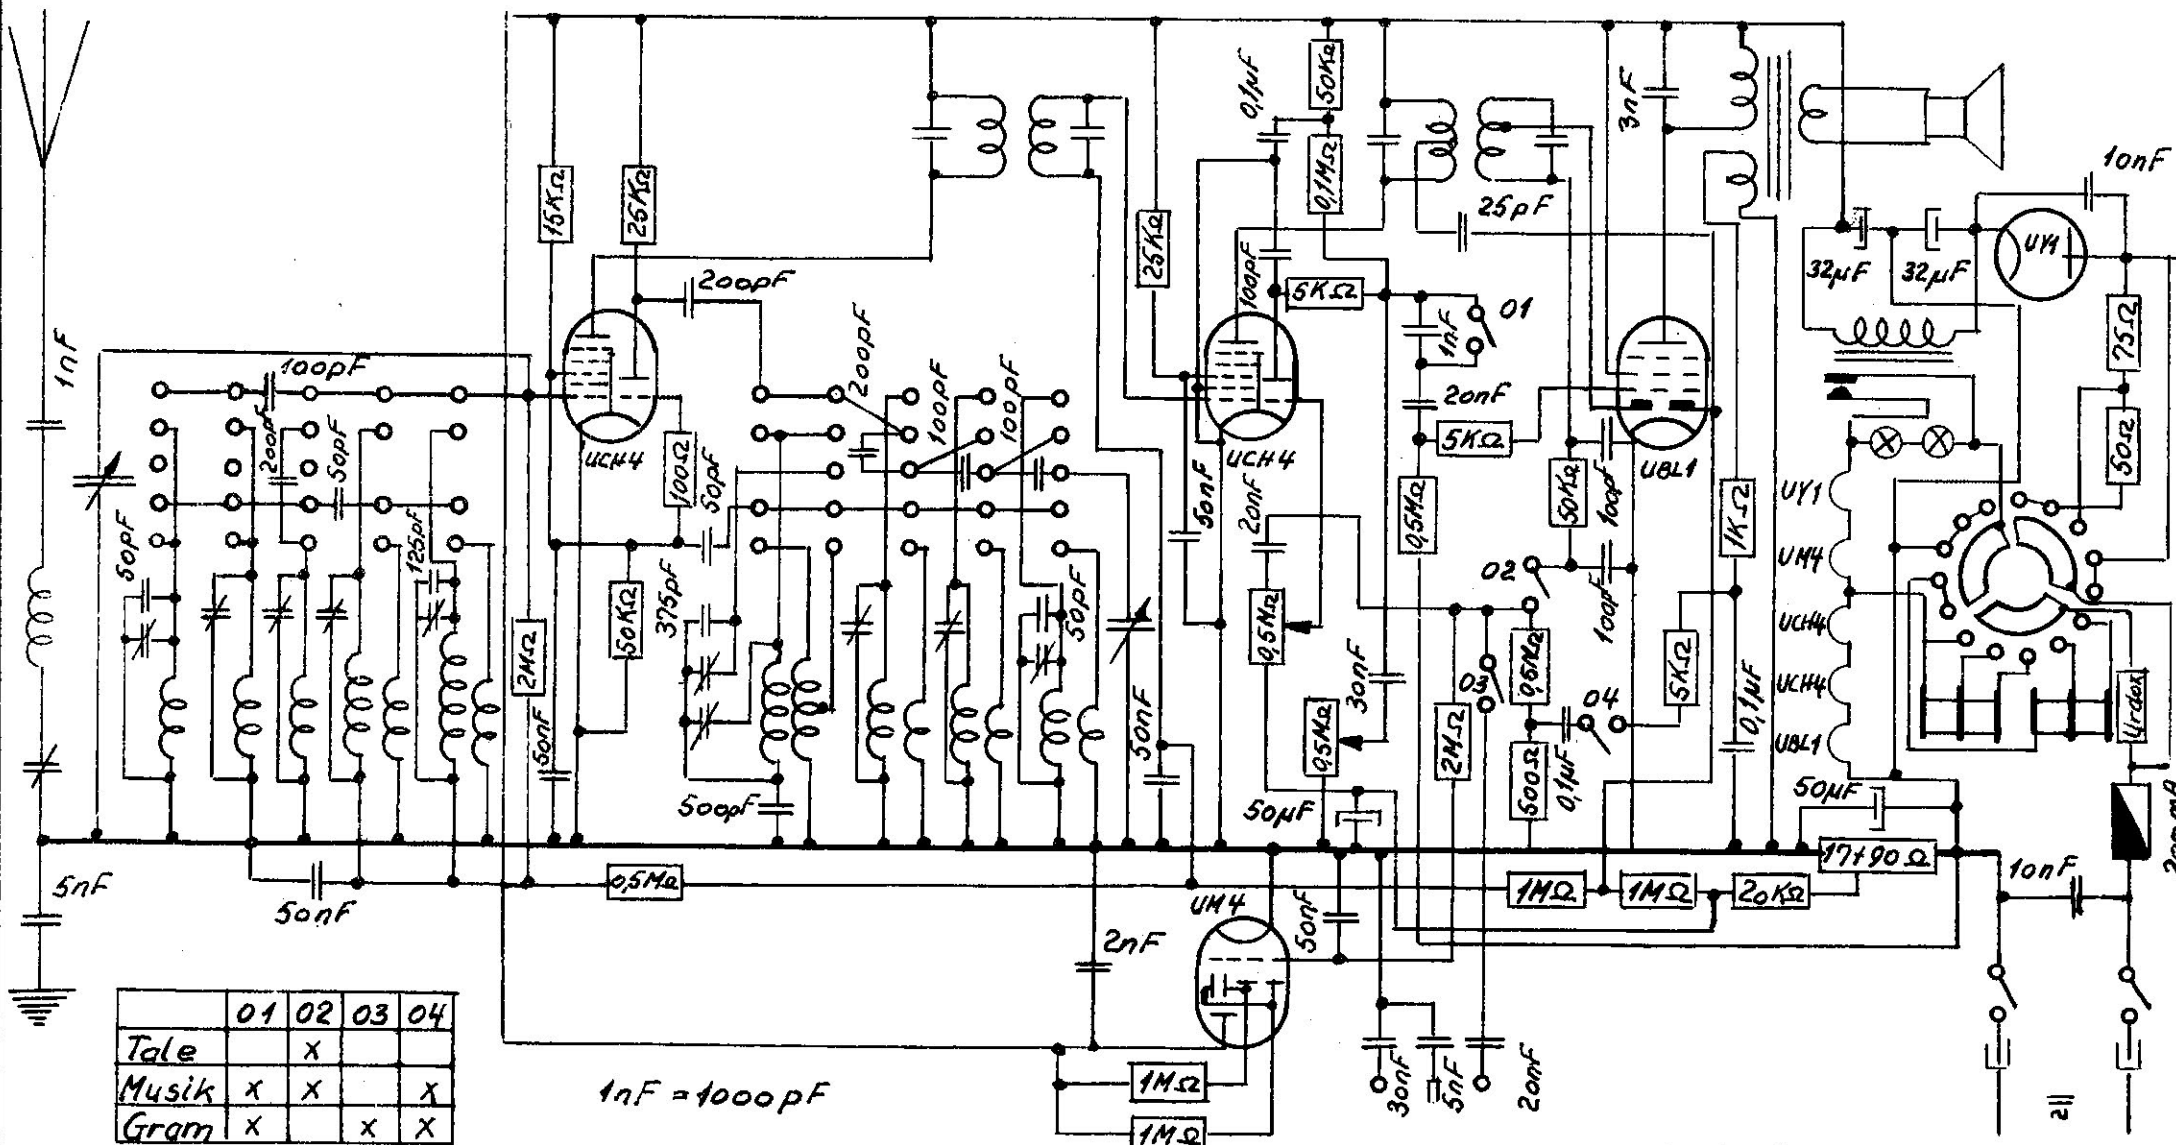 15KΩ
25KΩ
0,1µF
50KΩ
3nF
10nF
0,1MΩ
25pF
25KΩ
100pF
32µF
32µF
UY1
200pF
5KΩ
1nF
01
75Ω
1nF
100pF
200pF
100pF
100pF
20nF
200pF
50pF
UCH4
100Ω
50pF
UCH4
50nF
20nF
5KΩ
UBL1
50Ω
50KΩ
100pF
0,5MΩ
1KΩ
UY1
UM4
UCH4
UCH4
UBL1
50pF
125pF
50KΩ
375pF
50pF
0,5MΩ
02
100pF
2MΩ
50nF
500pF
50nF
0,5MΩ
30nF
03
2MΩ
04
5KΩ
0,1µF
500Ω
0,1µF
50µF
50µF
17+90Ω
5nF
50nF
0,5MΩ
1MΩ
1MΩ
20KΩ
10nF
UM4
50nF
2nF
1MΩ
1MΩ
30nF
5nF
20nF
01 02 03 04
Tale x
Musik x x x
Gram x x x
1nF = 1000pF